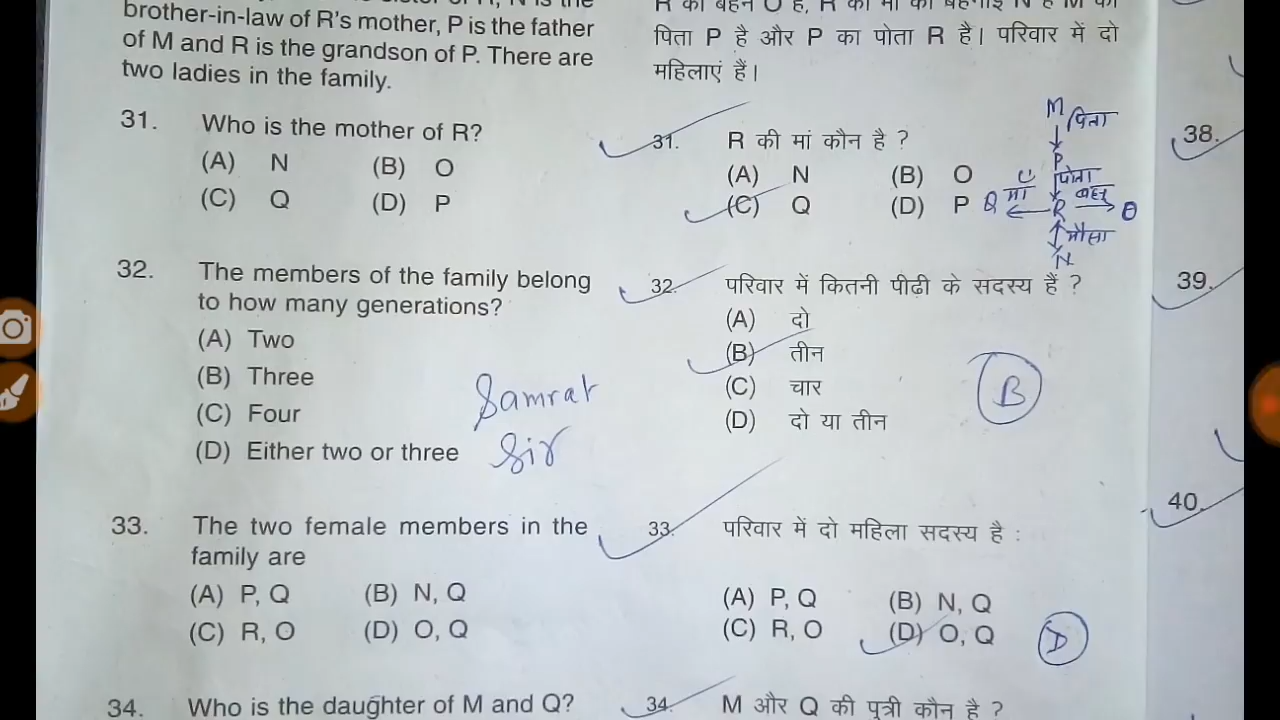 brother-in-law of R's mother, P is the father
of M and R is the grandson of P. There are
two ladies in the family.
31. Who is the mother of R?
(A) N (B) O
(C) Q (D) P
32. The members of the family belong
to how many generations?
(A) Two
(B) Three
(C) Four
(D) Either two or three
Samrat
Sir
33. The two female members in the
family are
(A) P, Q (B) N, Q
(C) R, O (D) O, Q
34. Who is the daughter of M and Q?
पिता P है और P का पोता R है। परिवार में दो
महिलाएं हैं।
31. R की मां कौन है ?
(A) N (B) O
(C) Q (D) P
M
पिता
P
पोता
Q मां R बहन O
मौसा
N
32. परिवार में कितनी पीढी के सदस्य हैं ?
(A) दो
(B) तीन
(C) चार
(D) दो या तीन
B
33. परिवार में दो महिला सदस्य है :
(A) P, Q (B) N, Q
(C) R, O (D) O, Q
D
34. M और Q की पुत्री कौन है ?
38.
39.
40.